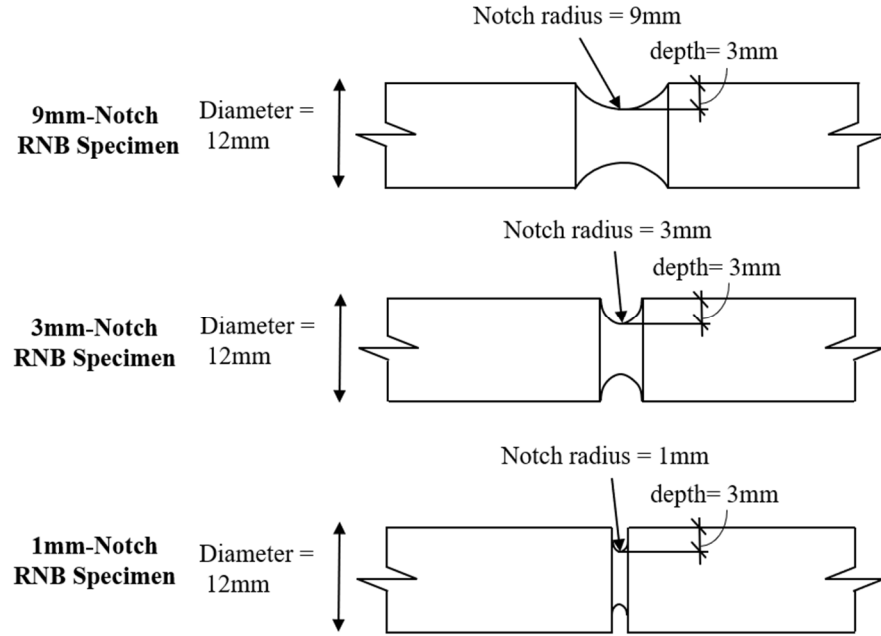 Notch radius = 9mm
depth= 3mm
9mm-Notch
RNB Specimen
Diameter =
12mm
Notch radius = 3mm
depth= 3mm
3mm-Notch
RNB Specimen
Diameter =
12mm
Notch radius = 1mm
depth= 3mm
1mm-Notch
RNB Specimen
Diameter =
12mm